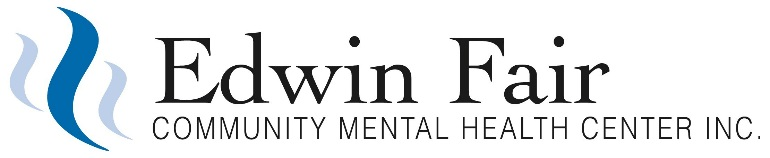 Edwin Fair
COMMUNITY MENTAL HEALTH CENTER INC.